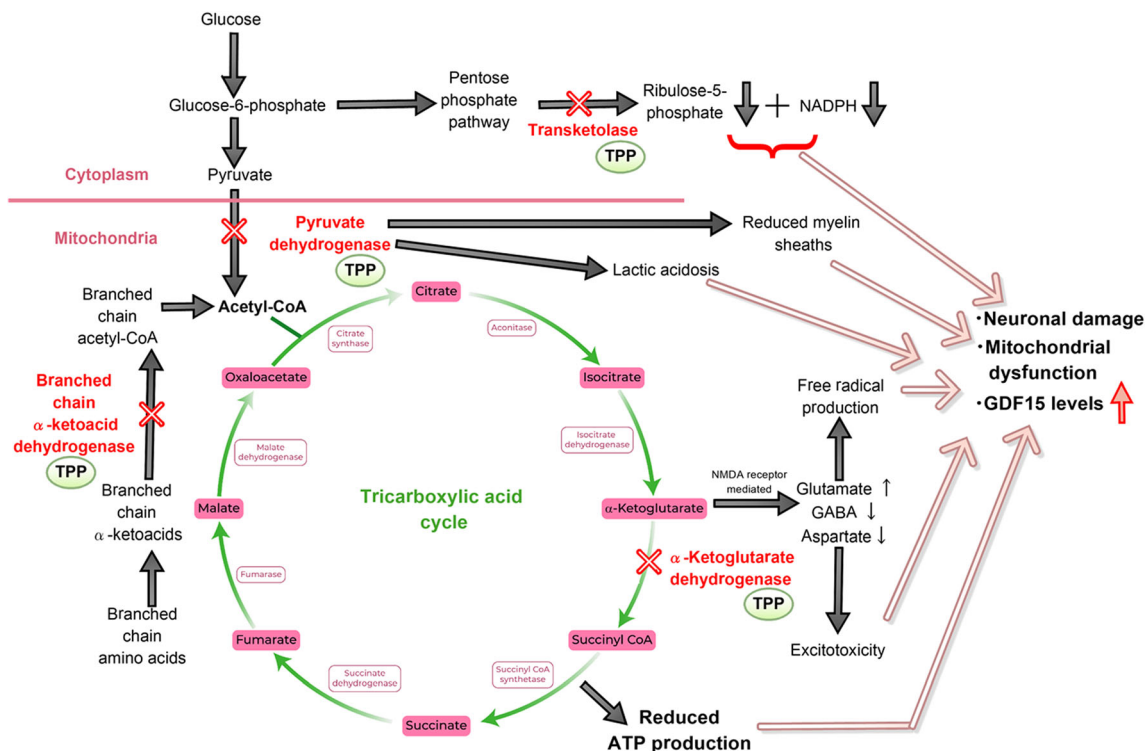 Glucose
Glucose-6-phosphate
Pentose
phosphate
pathway
Transketolase
TPP
Ribulose-5-
phosphate
+
NADPH
Cytoplasm
Pyruvate
Mitochondria
Pyruvate
dehydrogenase
TPP
Reduced myelin
sheaths
Lactic acidosis
Branched
chain
acetyl-CoA
Acetyl-CoA
Citrate
Citrate
synthase
Aconitase
Oxaloacetate
Isocitrate
Branched
chain
α-ketoacid
dehydrogenase
TPP
Malate
dehydrogenase
Isocitrate
dehydrogenase
Tricarboxylic acid
cycle
Branched
chain
α-ketoacids
Malate
α-Ketoglutarate
NMDA receptor
mediated
Free radical
production
Glutamate ↑
GABA ↓
Aspartate ↓
α-Ketoglutarate
dehydrogenase
TPP
Excitotoxicity
Fumarase
Branched
chain
amino acids
Fumarate
Succinyl CoA
Succinate
dehydrogenase
Succinyl CoA
synthetase
Succinate
Reduced
ATP production
・Neuronal damage
・Mitochondrial
dysfunction
・GDF15 levels